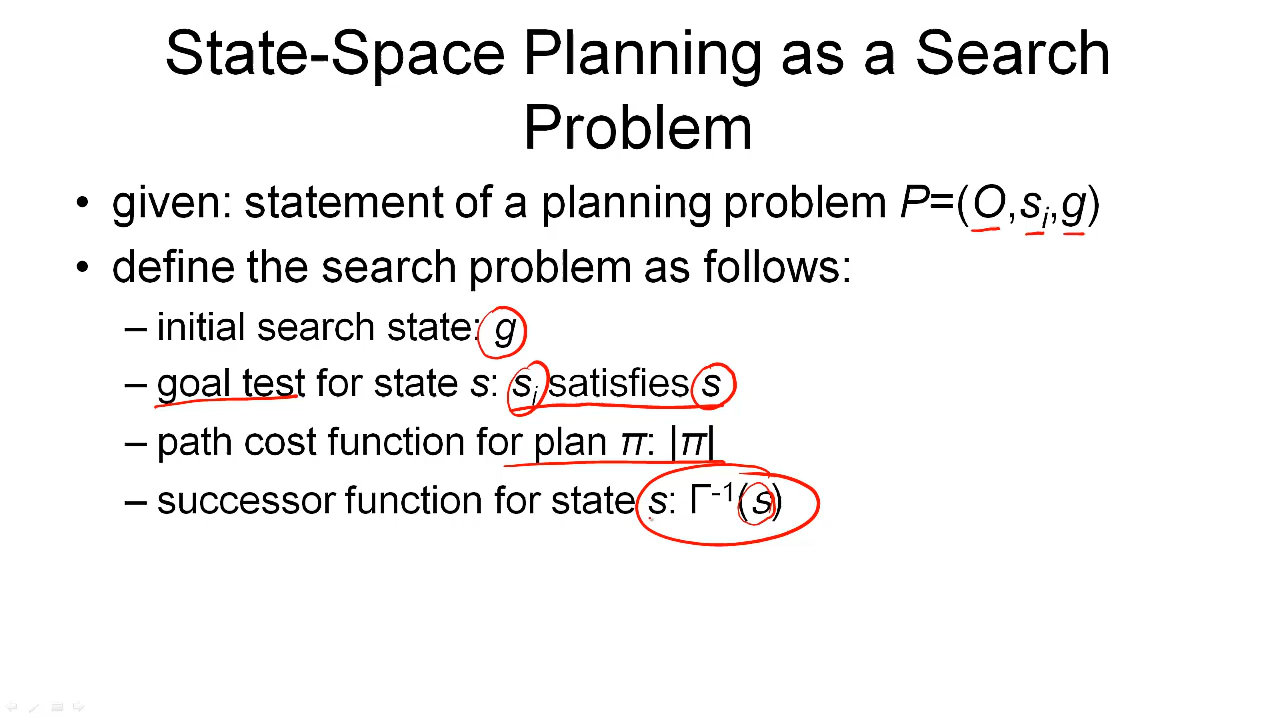 State-Space Planning as a Search
Problem
• given: statement of a planning problem P=(O,sᵢ,g)
• define the search problem as follows:
– initial search state: g
– goal test for state s: sᵢ satisfies s
– path cost function for plan π: |π|
– successor function for state s: Γ⁻¹(s)